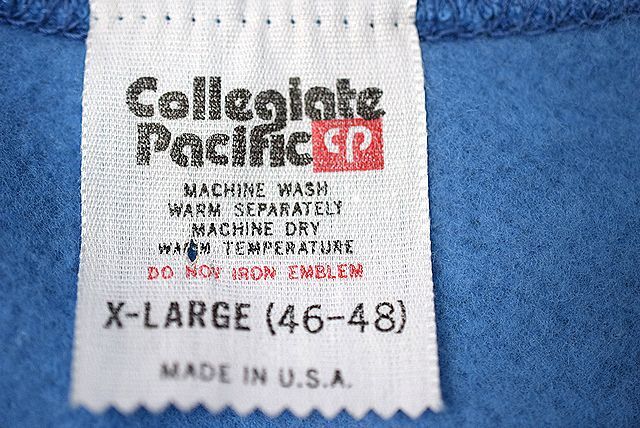 Collegiate
Pacific CP
MACHINE WASH
WARM SEPARATELY
MACHINE DRY
WARM TEMPERATURE
DO NOT IRON EMBLEM
X-LARGE (46-48)
MADE IN U.S.A.